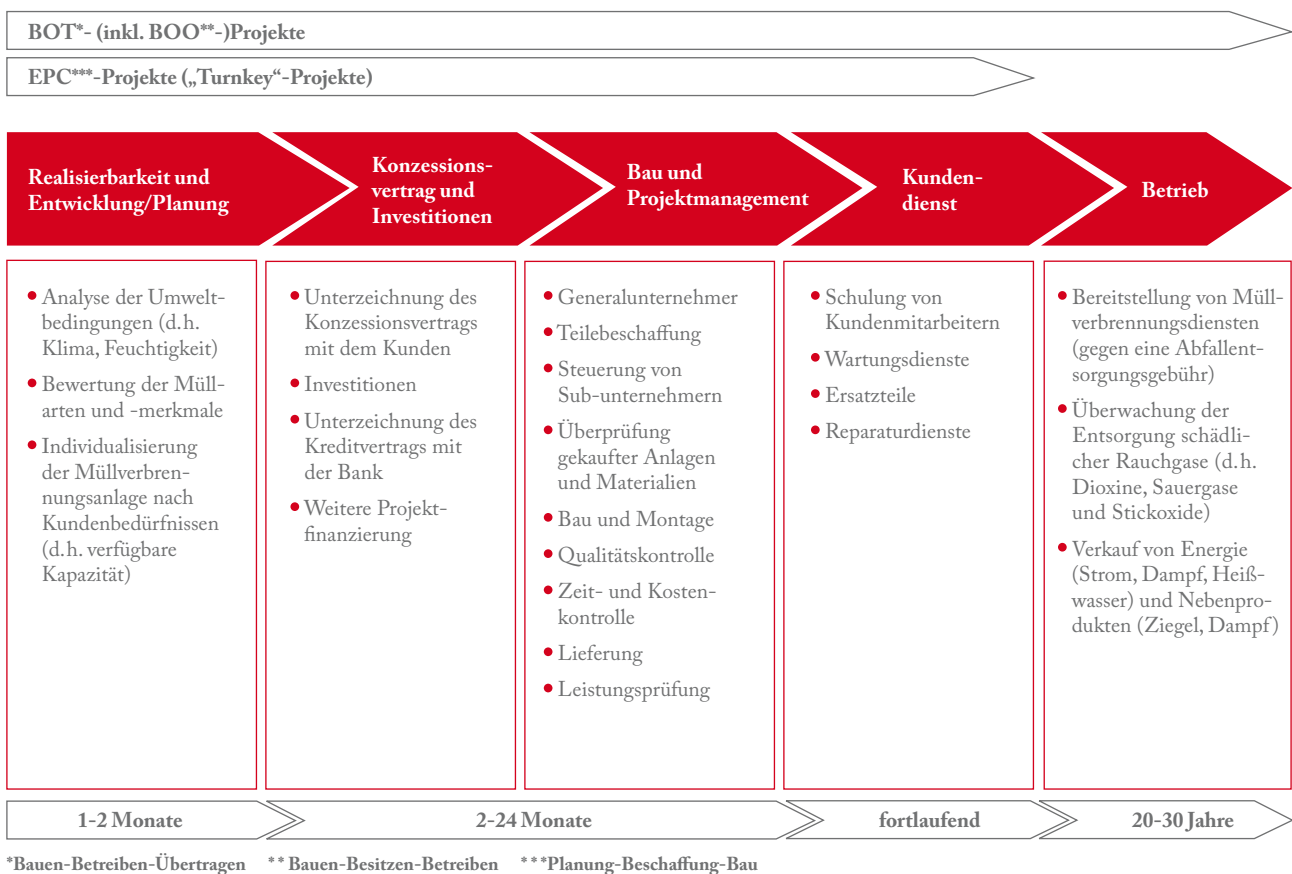 BOT*- (inkl. BOO**-)Projekte
EPC***-Projekte („Turnkey“-Projekte)
Realisierbarkeit und
Entwicklung/Planung
Konzessions-
vertrag und
Investitionen
Bau und
Projektmanagement
Kunden-
dienst
Betrieb
• Analyse der Umwelt-
bedingungen (d.h.
Klima, Feuchtigkeit)
• Bewertung der Müll-
arten und -merkmale
• Individualisierung
der Müllverbren-
nungsanlage nach
Kundenbedürfnissen
(d.h. verfügbare
Kapazität)
• Unterzeichnung des
Konzessionsvertrags
mit dem Kunden
• Investitionen
• Unterzeichnung des
Kreditvertrags mit
der Bank
• Weitere Projekt-
finanzierung
• Generalunternehmer
• Teilebeschaffung
• Steuerung von
Sub-unternehmern
• Überprüfung
gekaufter Anlagen
und Materialien
• Bau und Montage
• Qualitätskontrolle
• Zeit- und Kosten-
kontrolle
• Lieferung
• Leistungsprüfung
• Schulung von
Kundenmitarbeitern
• Wartungsdienste
• Ersatzteile
• Reparaturdienste
• Bereitstellung von Müll-
verbrennungsdiensten
(gegen eine Abfallent-
sorgungsgebühr)
• Überwachung der
Entsorgung schädli-
cher Rauchgase (d.h.
Dioxine, Sauergase
und Stickoxide)
• Verkauf von Energie
(Strom, Dampf, Heiß-
wasser) und Nebenpro-
dukten (Ziegel, Dampf)
1-2 Monate
2-24 Monate
fortlaufend
20-30 Jahre
*Bauen-Betreiben-Übertragen ** Bauen-Besitzen-Betreiben ***Planung-Beschaffung-Bau